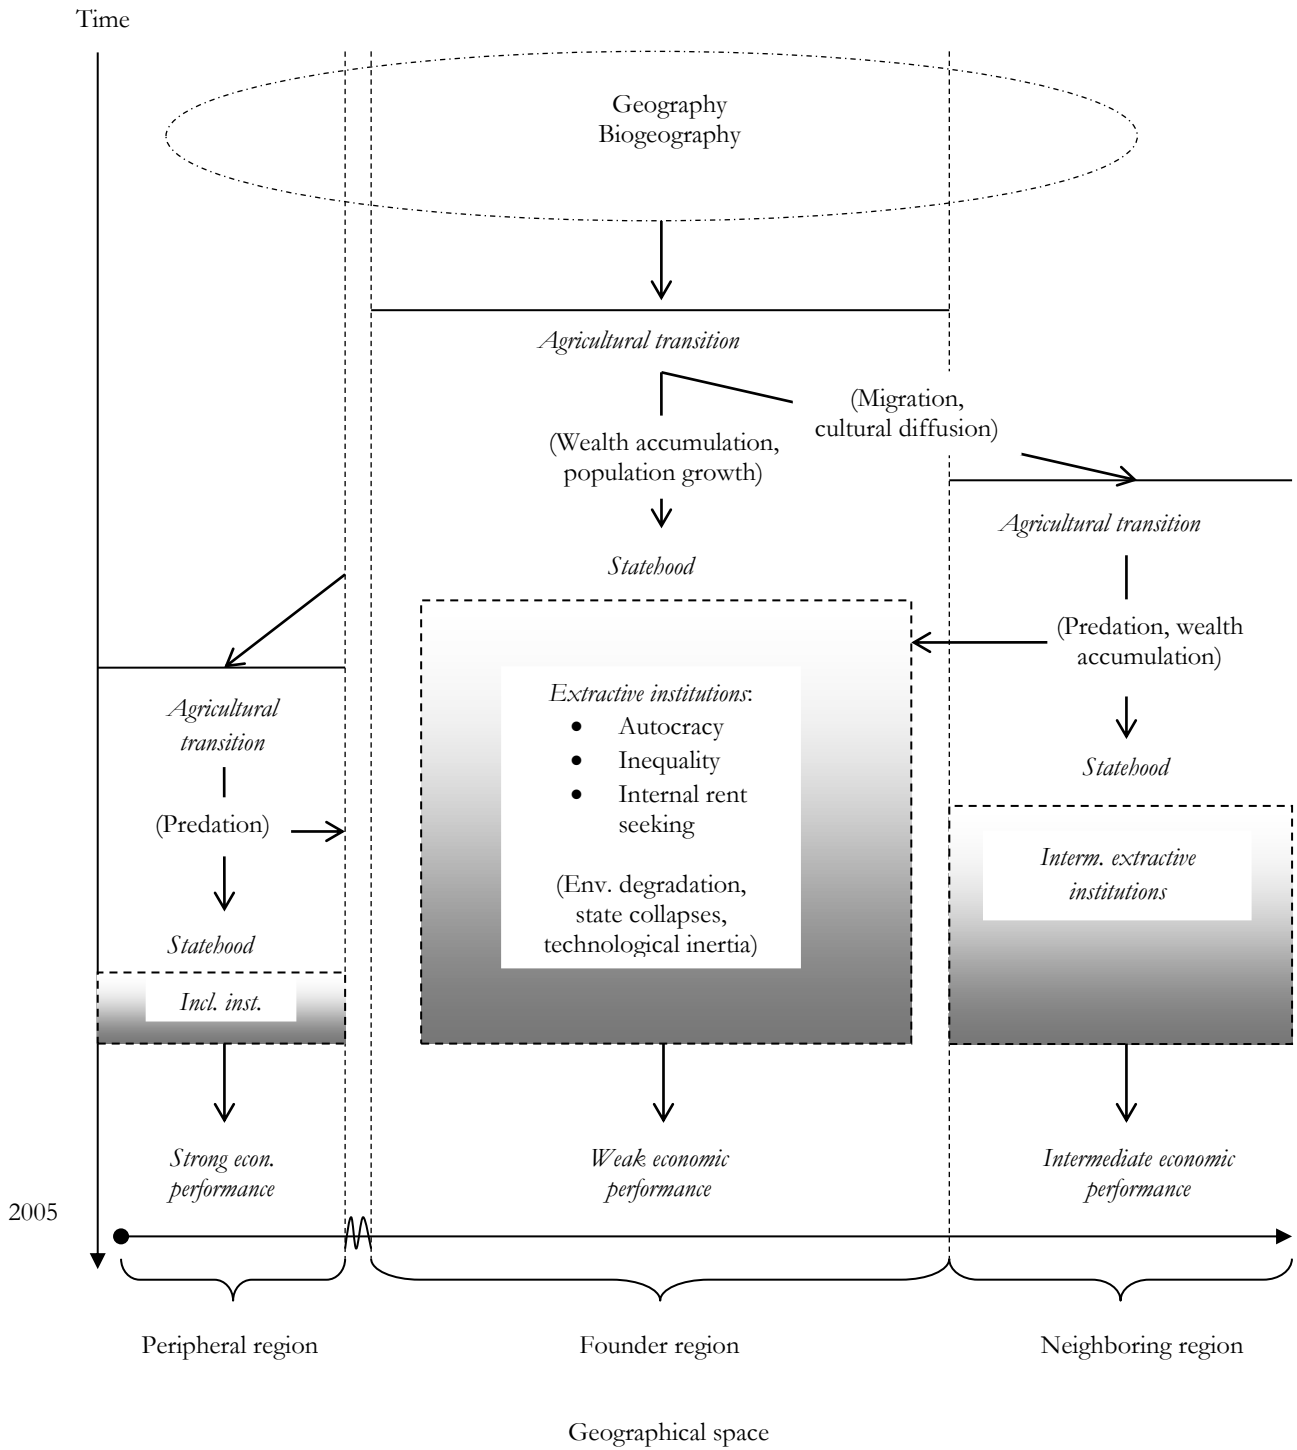 Time
Geography
Biogeography
Agricultural transition
(Migration,
cultural diffusion)
(Wealth accumulation,
population growth)
Agricultural transition
Statehood
(Predation, wealth
accumulation)
Extractive institutions:
• Autocracy
• Inequality
• Internal rent
seeking
(Env. degradation,
state collapses,
technological inertia)
Agricultural
transition
(Predation)
Statehood
Incl. inst.
Statehood
Interm. extractive
institutions
Strong econ.
performance
Weak economic
performance
Intermediate economic
performance
2005
Peripheral region
Founder region
Neighboring region
Geographical space